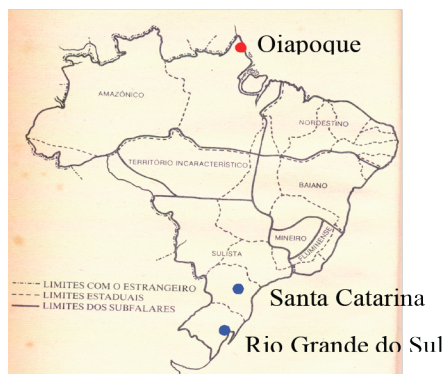 Oiapoque
AMAZÔNICO
NORDESTINO
TERRITÓRIO INCARACTERÍSTICO
BAIANO
MINEIRO
FLUMINENSE
SULISTA
LIMITES COM O ESTRANGEIRO
LIMITES ESTADUAIS
LIMITES DOS SUBFALARES
Santa Catarina
Rio Grande do Sul